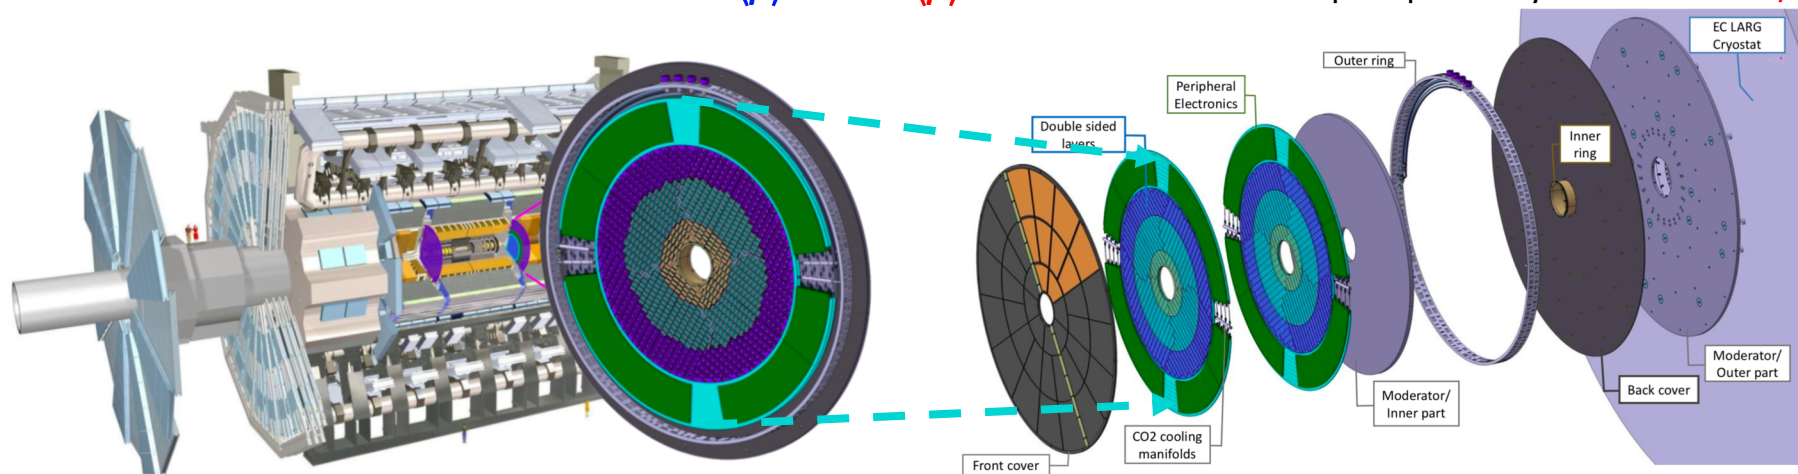 EC LARG
Cryostat
Outer ring
Peripheral
Electronics
Double sided
layers
Inner
ring
Moderator/
Outer part
Back cover
Moderator/
Inner part
CO2 cooling
manifolds
Front cover